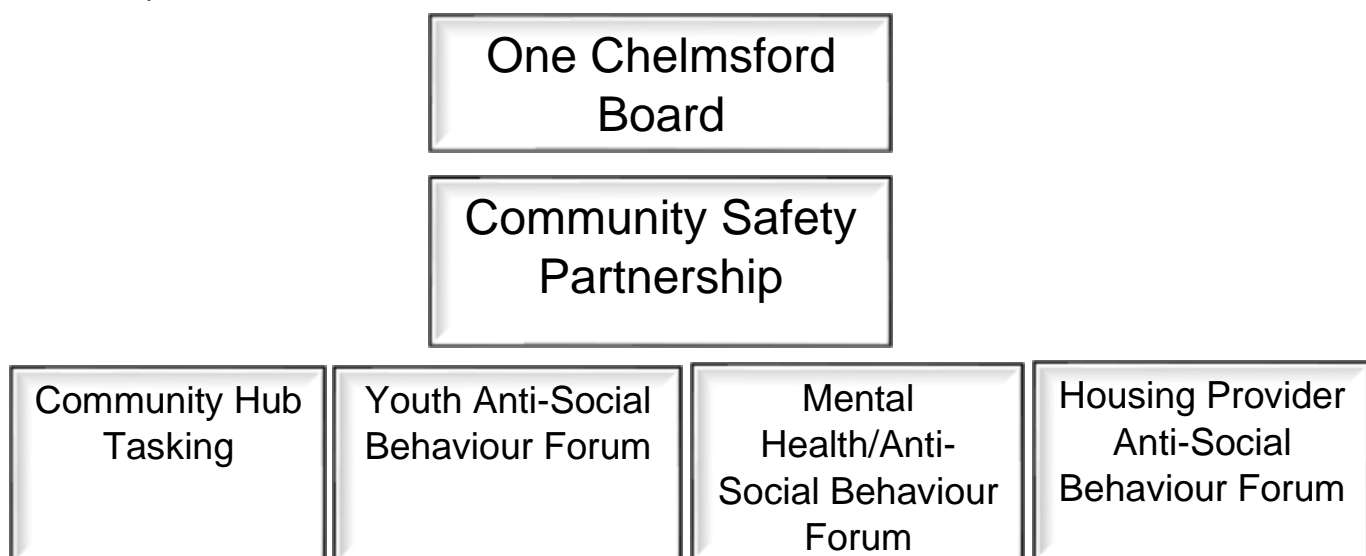 One Chelmsford
Board
Community Safety
Partnership
Community Hub
Tasking
Youth Anti-Social
Behaviour Forum
Mental
Health/Anti-
Social Behaviour
Forum
Housing Provider
Anti-Social
Behaviour Forum